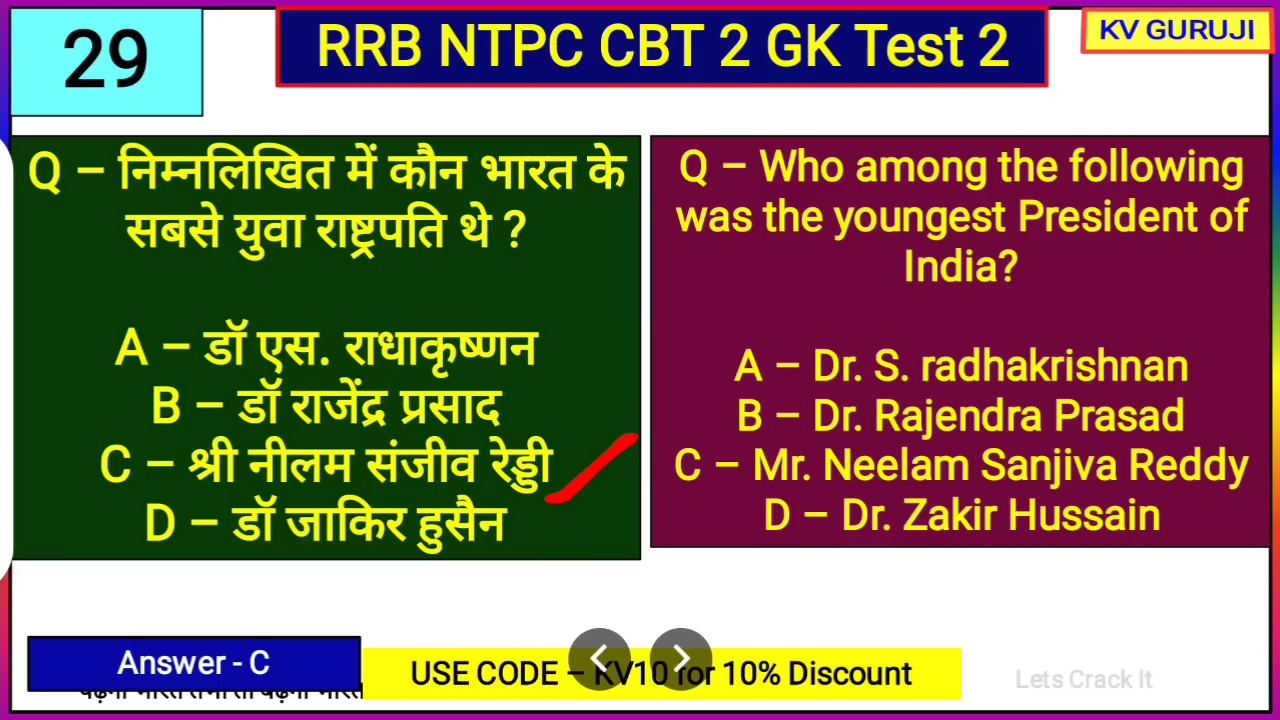 29
RRB NTPC CBT 2 GK Test 2
KV GURUJI
Q – निम्नलिखित में कौन भारत के
सबसे युवा राष्ट्रपति थे ?
A – डॉ एस. राधाकृष्णन
B – डॉ राजेंद्र प्रसाद
C – श्री नीलम संजीव रेड्डी
D – डॉ जाकिर हुसैन
Q – Who among the following
was the youngest President of
India?
A – Dr. S. radhakrishnan
B – Dr. Rajendra Prasad
C – Mr. Neelam Sanjiva Reddy
D – Dr. Zakir Hussain
Answer - C
USE CODE – KV10 for 10% Discount
Lets Crack It